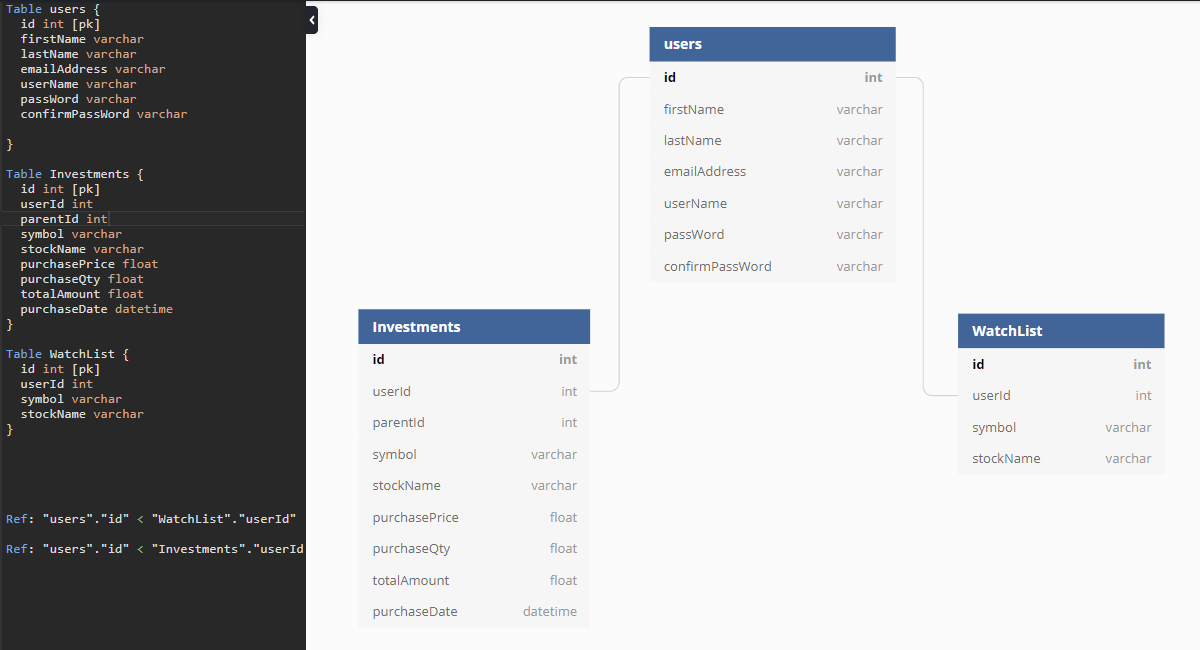 Table users {
id int [pk]
firstName varchar
lastName varchar
emailAddress varchar
userName varchar
passWord varchar
confirmPassWord varchar
}
Table Investments {
id int [pk]
userId int
parentId int
symbol varchar
stockName varchar
purchasePrice float
purchaseQty float
totalAmount float
purchaseDate datetime
}
Table WatchList {
id int [pk]
userId int
symbol varchar
stockName varchar
}
Ref: "users"."id" < "WatchList"."userId"
Ref: "users"."id" < "Investments"."userId
users
id int
firstName varchar
lastName varchar
emailAddress varchar
userName varchar
passWord varchar
confirmPassWord varchar
Investments
id int
userId int
parentId int
symbol varchar
stockName varchar
purchasePrice float
purchaseQty float
totalAmount float
purchaseDate datetime
WatchList
id int
userId int
symbol varchar
stockName varchar